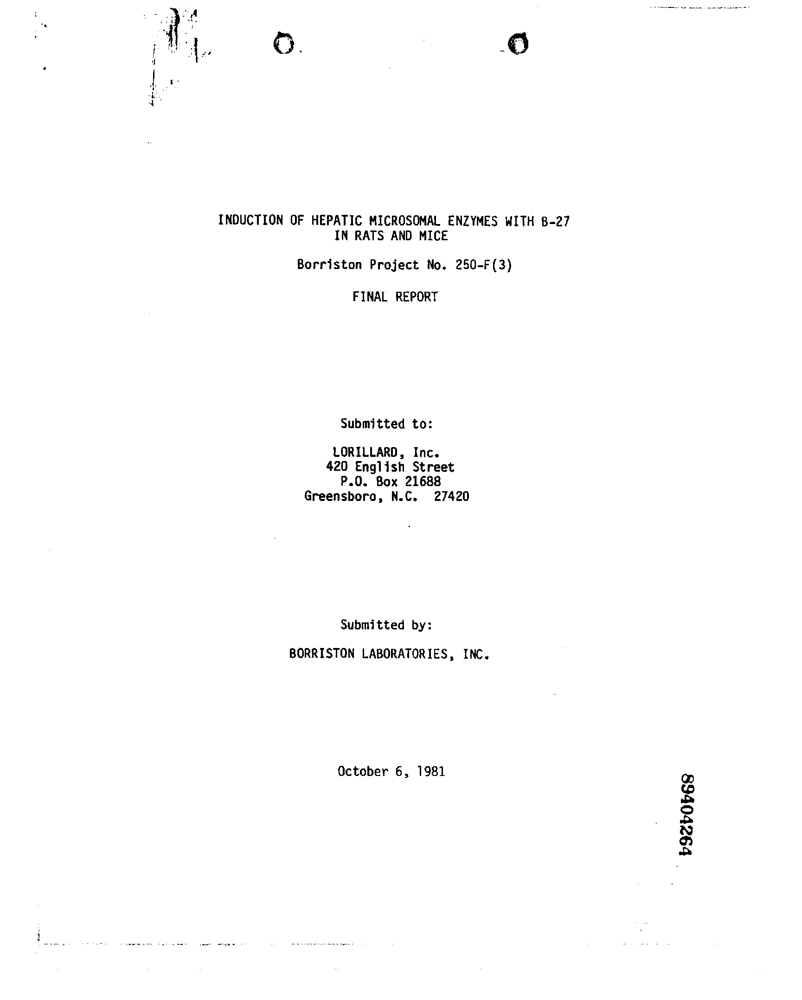 INDUCTION OF HEPATIC MICROSOMAL ENZYMES WITH B-27
IN RATS AND MICE
Borriston Project No. 250-F(3)
FINAL REPORT
Submitted to:
LORILLARD, Inc.
420 English Street
P.O. Box 21688
Greensboro, N.C. 27420
Submitted by:
BORRISTON LABORATORIES, INC.
October 6, 1981
89404264